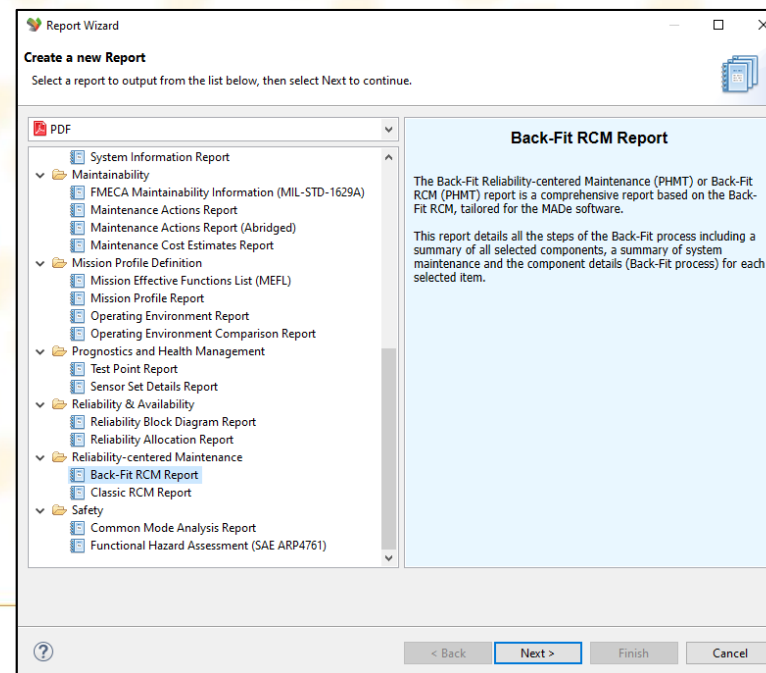 Report Wizard
Create a new Report
Select a report to output from the list below, then select Next to continue.
PDF
System Information Report
Maintainability
FMECA Maintainability Information (MIL-STD-1629A)
Maintenance Actions Report
Maintenance Actions Report (Abridged)
Maintenance Cost Estimates Report
Mission Profile Definition
Mission Effective Functions List (MEFL)
Mission Profile Report
Operating Environment Report
Operating Environment Comparison Report
Prognostics and Health Management
Test Point Report
Sensor Set Details Report
Reliability & Availability
Reliability Block Diagram Report
Reliability Allocation Report
Reliability-centered Maintenance
Back-Fit RCM Report
Classic RCM Report
Safety
Common Mode Analysis Report
Functional Hazard Assessment (SAE ARP4761)
Back-Fit RCM Report
The Back-Fit Reliability-centered Maintenance (PHMT) or Back-Fit
RCM (PHMT) report is a comprehensive report based on the Back-
Fit RCM, tailored for the MADe software.
This report details all the steps of the Back-Fit process including a
summary of all selected components, a summary of system
maintenance and the component details (Back-Fit process) for each
selected item.
?
< Back
Next >
Finish
Cancel